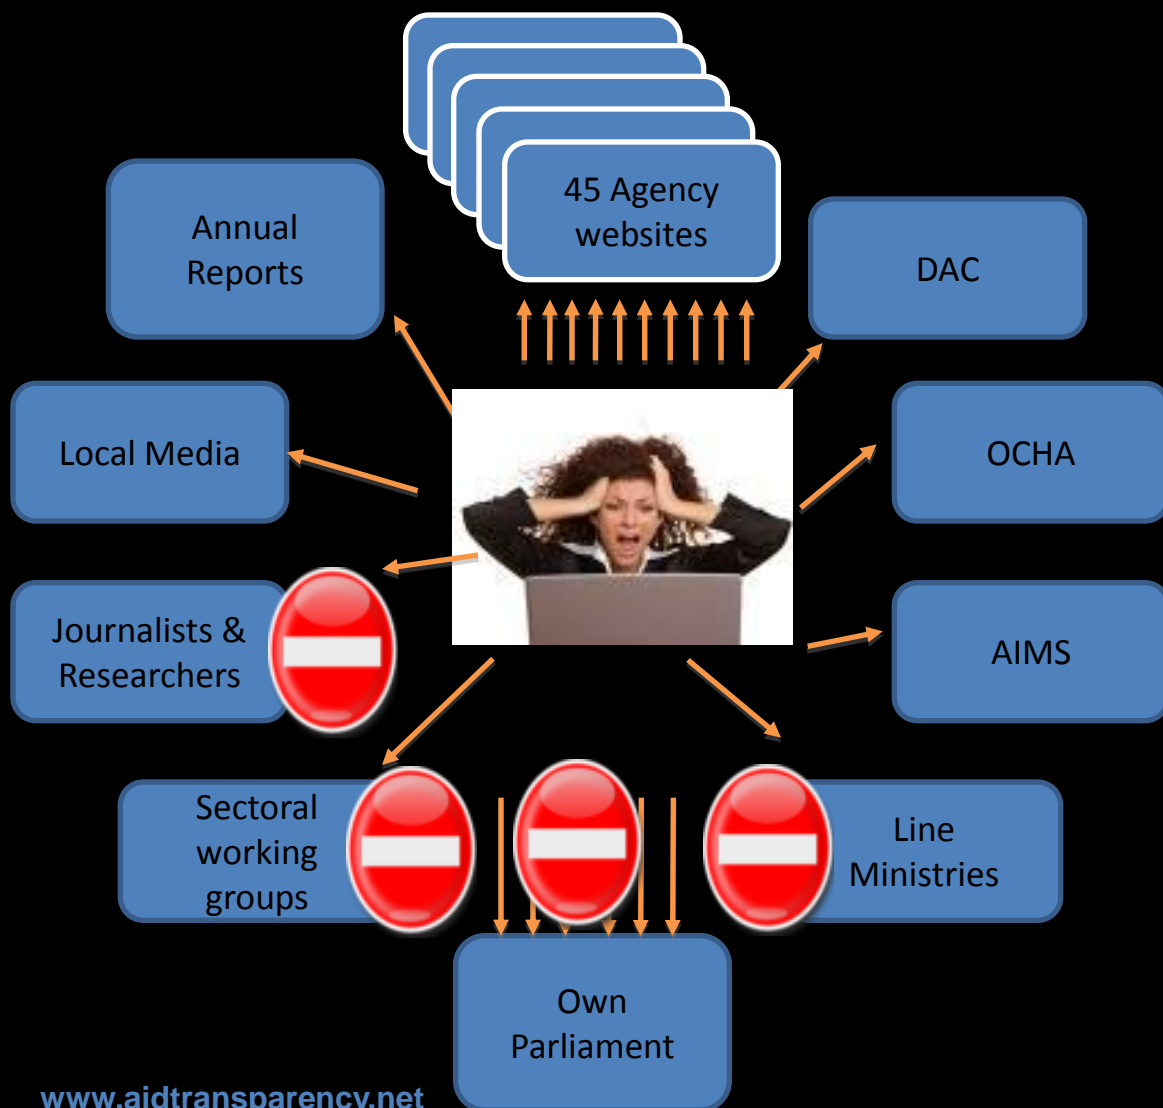 45 Agency
websites
Annual
Reports
DAC
Local Media
OCHA
Journalists &
Researchers
AIMS
Sectoral
working
groups
Line
Ministries
Own
Parliament
www.aidtransparency.net